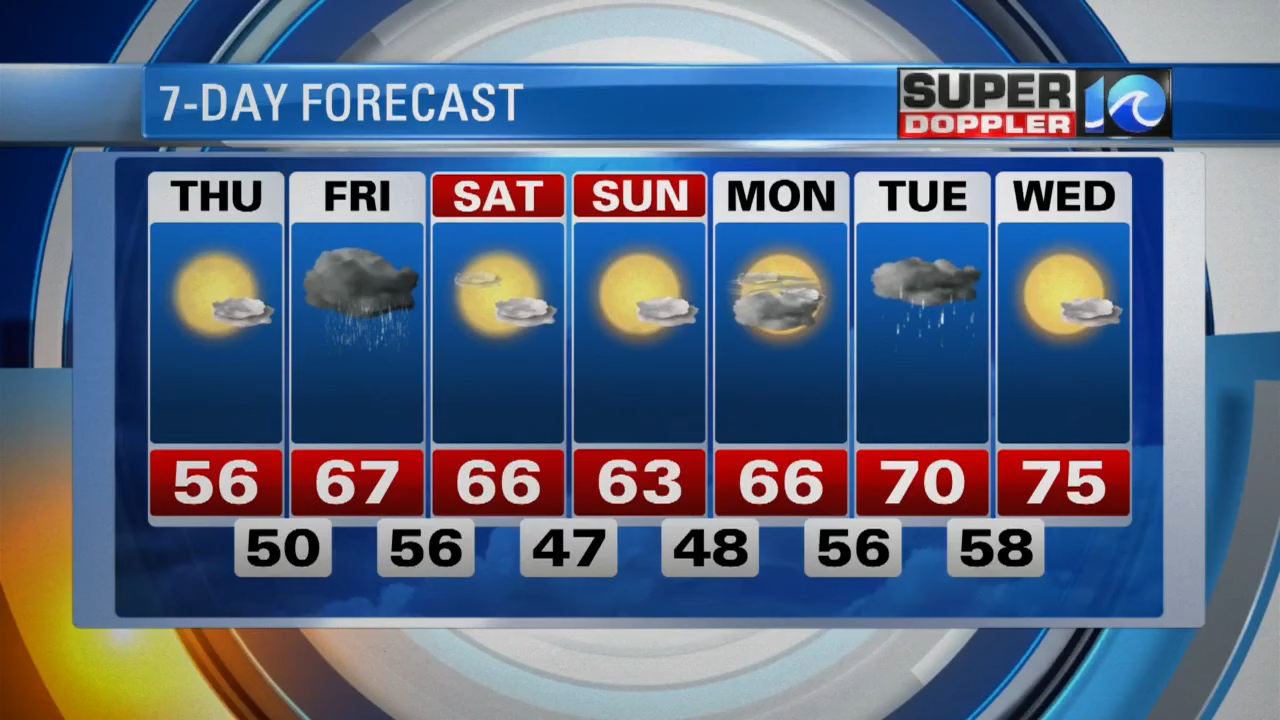 7-DAY FORECAST
SUPER
DOPPLER
10
THU FRI SAT SUN MON TUE WED
56 67 66 63 66 70 75
50 56 47 48 56 58